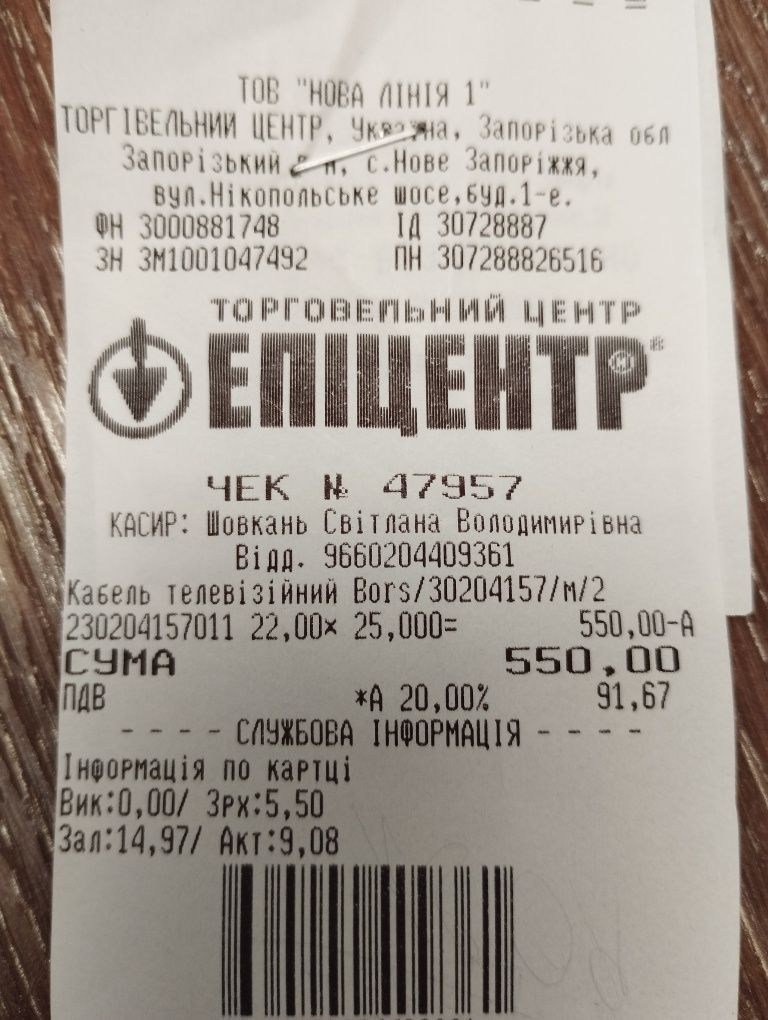 ТОВ "НОВА ЛІНІЯ 1"
ТОРГІВЕЛЬНИЙ ЦЕНТР, Україна, Запорізька обл
Запорізький с.Нове Запоріжжя,
вул.Нікопольське шосе,буд.1-е.
ФН 3000881748 ІД 30728887
ЗН ЗМ1001047492 ПН 307288826516
ТОРГОВЕЛЬНИЙ ЦЕНТР
ЕПІЦЕНТР®
ЧЕК № 47957
КАСИР: Шовкань Світлана Володимирівна
Відд. 9660204409361
Кабель телевізійний Bors/30204157/м/2
230204157011 22,00× 25,000= 550,00-А
СУМА 550,00
ПДВ *А 20,00% 91,67
- - - - СЛУЖБОВА ІНФОРМАЦІЯ - - - -
Інформація по картці
Вик:0,00/ Зрх:5,50
Зал:14,97/ Акт:9,08